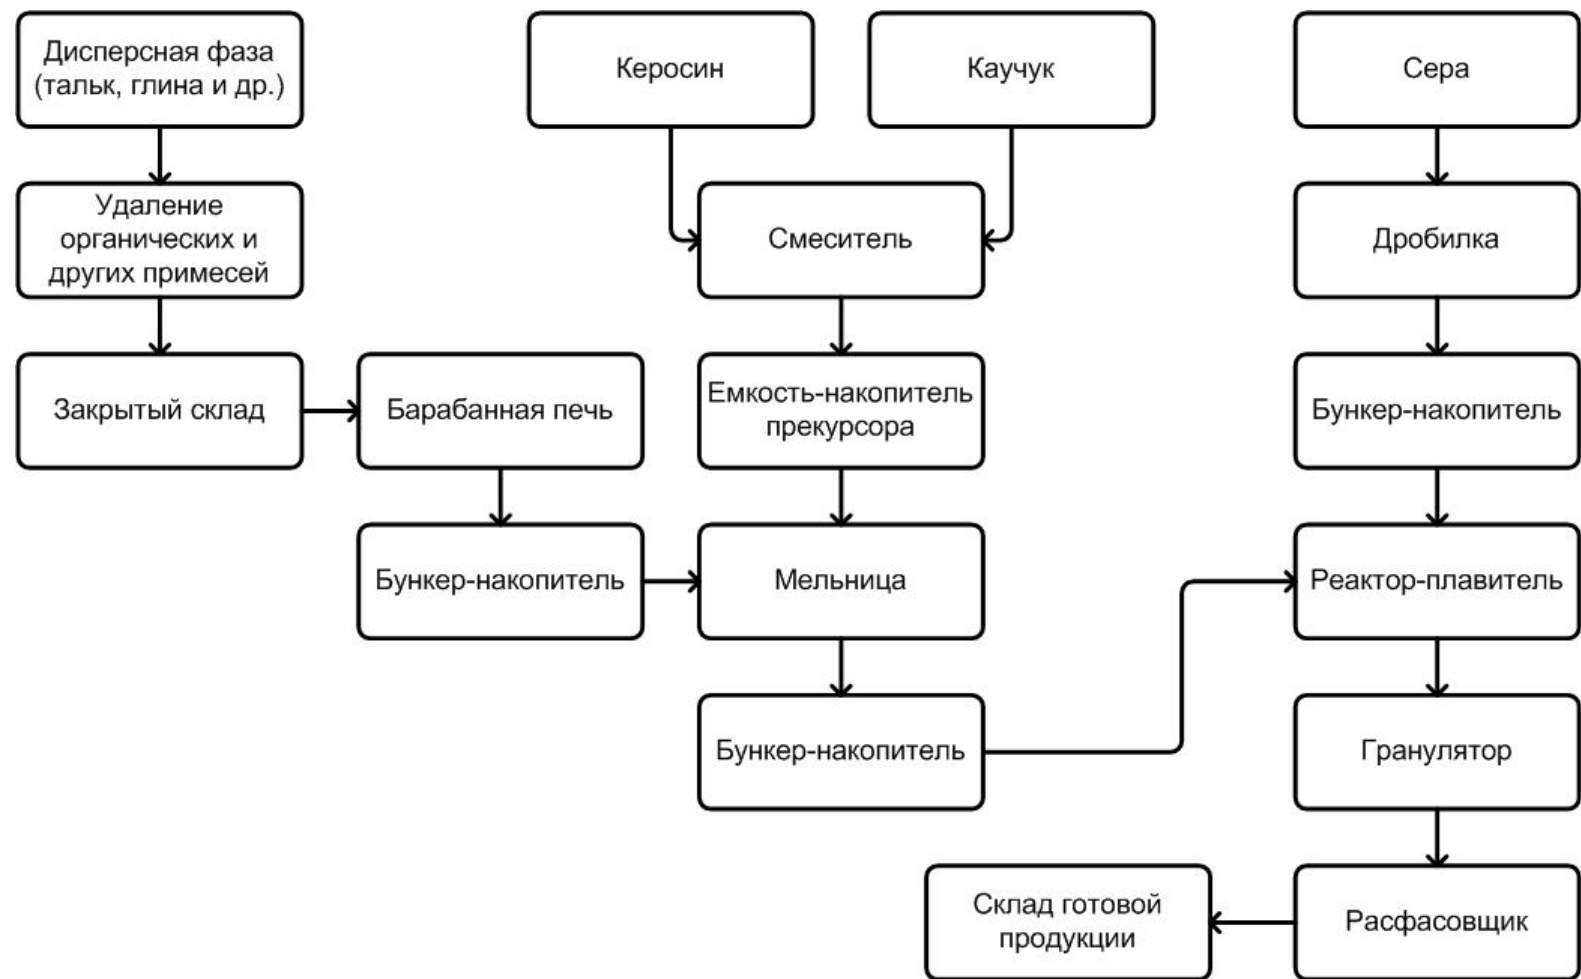 Дисперсная фаза
(тальк, глина и др.)
Керосин
Каучук
Сера
Удаление
органических и
других примесей
Смеситель
Дробилка
Закрытый склад
Барабанная печь
Емкость-накопитель
прекурсора
Бункер-накопитель
Бункер-накопитель
Мельница
Реактор-плавитель
Бункер-накопитель
Гранулятор
Склад готовой
продукции
Расфасовщик